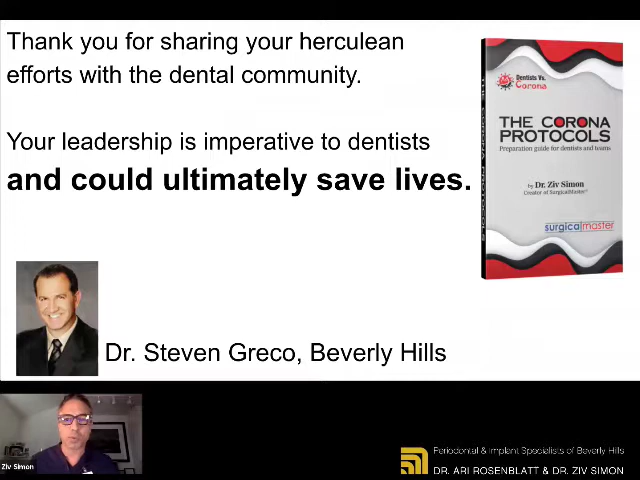 Thank you for sharing your herculean
efforts with the dental community.
Your leadership is imperative to dentists
and could ultimately save lives.
Dentists Vs.
Corona
THE CORONA
PROTOCOLS
Preparation guide for dentists and teams
by Dr. Ziv Simon
Creator of SurgicalMaster
surgicalmaster
Dr. Steven Greco, Beverly Hills
Ziv Simon
Periodontal & Implant Specialists of Beverly Hills
DR. ARI ROSENBLATT & DR. ZIV SIMON